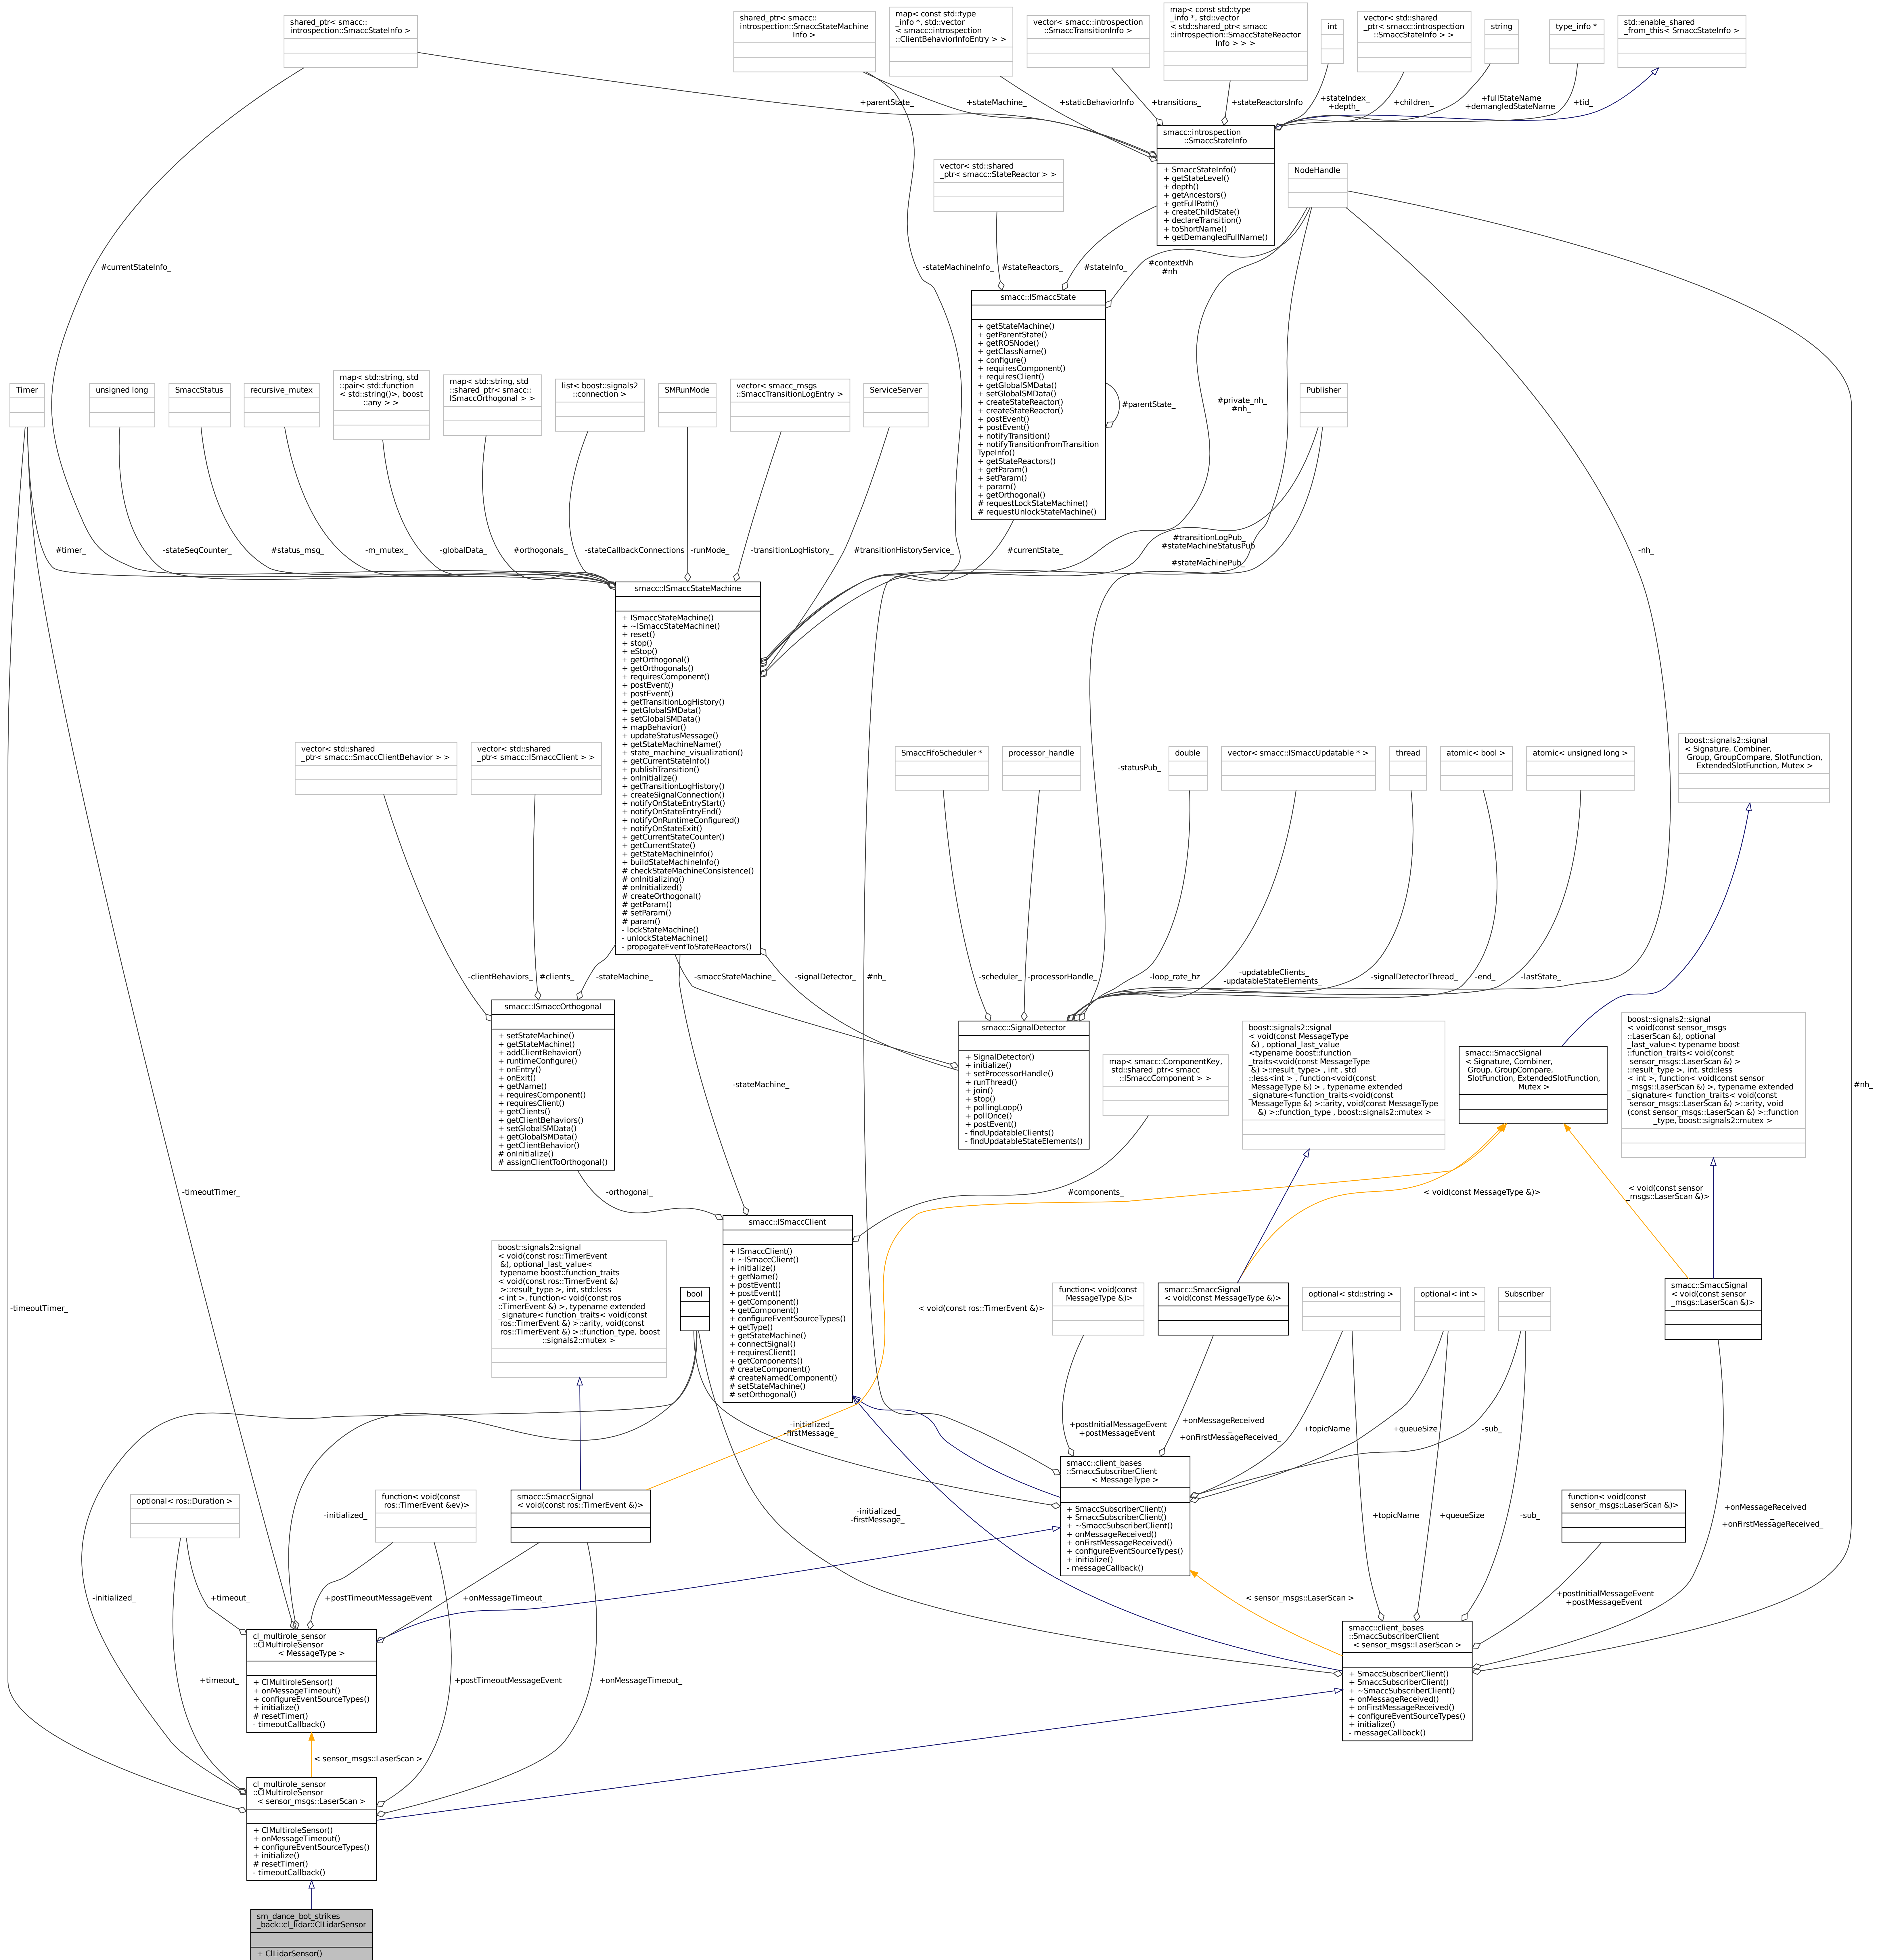 shared_ptr< smacc::
introspection::SmaccStateInfo >
shared_ptr< smacc::
introspection::SmaccStateMachine
Info >
map< const std::type
_info *, std::vector
< smacc::introspection
::ClientBehaviorInfoEntry > >
vector< smacc::introspection
::SmaccTransitionInfo >
map< const std::type
_info *, std::vector
< std::shared_ptr< smacc
::introspection::SmaccStateReactor
Info > > >
int
vector< std::shared
_ptr< smacc::introspection
::SmaccStateInfo > >
string
type_info *
std::enable_shared
_from_this< SmaccStateInfo >
+parentState_
+stateMachine_
+staticBehaviorInfo
+transitions_
+stateReactorsInfo
+stateIndex_
+depth_
+children_
+fullStateName
+demangledStateName
+tid_
smacc::introspection
::SmaccStateInfo
+ SmaccStateInfo()
+ getStateLevel()
+ depth()
+ getAncestors()
+ getFullPath()
+ createChildState()
+ declareTransition()
+ toShortName()
+ getDemangledFullName()
vector< std::shared
_ptr< smacc::StateReactor > >
NodeHandle
#currentStateInfo_
-stateMachineInfo_
#stateReactors_
#stateInfo_
#contextNh
#nh
smacc::ISmaccState
+ getStateMachine()
+ getParentState()
+ getROSNode()
+ getClassName()
+ configure()
+ requiresComponent()
+ requiresClient()
+ getGlobalSMData()
+ setGlobalSMData()
+ createStateReactor()
+ createStateReactor()
+ postEvent()
+ postEvent()
+ notifyTransition()
+ notifyTransitionFromTransition
TypeInfo()
+ getStateReactors()
+ getParam()
+ setParam()
+ param()
+ getOrthogonal()
# requestLockStateMachine()
# requestUnlockStateMachine()
#parentState_
#private_nh_
#nh_
Timer
unsigned long
SmaccStatus
recursive_mutex
map< std::string, std
::pair< std::function
< std::string()>, boost
::any > >
map< std::string, std
::shared_ptr< smacc::
ISmaccOrthogonal > >
list< boost::signals2
::connection >
SMRunMode
vector< smacc_msgs
::SmaccTransitionLogEntry >
ServiceServer
Publisher
#timer_
-stateSeqCounter_
#status_msg_
-m_mutex_
-globalData_
#orthogonals_
-stateCallbackConnections
-runMode_
-transitionLogHistory_
#transitionHistoryService_
#currentState_
#transitionLogPub_
#stateMachineStatusPub
_
#stateMachinePub_
-nh_
smacc::ISmaccStateMachine
+ ISmaccStateMachine()
+ ~ISmaccStateMachine()
+ reset()
+ stop()
+ eStop()
+ getOrthogonal()
+ getOrthogonals()
+ requiresComponent()
+ postEvent()
+ postEvent()
+ getTransitionLogHistory()
+ getGlobalSMData()
+ setGlobalSMData()
+ mapBehavior()
+ updateStatusMessage()
+ getStateMachineName()
+ state_machine_visualization()
+ getCurrentStateInfo()
+ publishTransition()
+ onInitialize()
+ getTransitionLogHistory()
+ createSignalConnection()
+ notifyOnStateEntryStart()
+ notifyOnStateEntryEnd()
+ notifyOnRuntimeConfigured()
+ notifyOnStateExit()
+ getCurrentStateCounter()
+ getCurrentState()
+ getStateMachineInfo()
+ buildStateMachineInfo()
# checkStateMachineConsistence()
# onInitializing()
# onInitialized()
# createOrthogonal()
# getParam()
# setParam()
# param()
- lockStateMachine()
- unlockStateMachine()
- propagateEventToStateReactors()
vector< std::shared
_ptr< smacc::SmaccClientBehavior > >
vector< std::shared
_ptr< smacc::ISmaccClient > >
SmaccFifoScheduler *
processor_handle
-statusPub_
double
vector< smacc::ISmaccUpdatable * >
thread
atomic< bool >
atomic< unsigned long >
boost::signals2::signal
< Signature, Combiner,
Group, GroupCompare, SlotFunction,
ExtendedSlotFunction, Mutex >
-clientBehaviors_
#clients_
-stateMachine_
-smaccStateMachine_
-signalDetector_
#nh_
-scheduler_
-processorHandle_
-loop_rate_hz
-updatableClients_
-updatableStateElements_
-signalDetectorThread_
-end_
-lastState_
smacc::ISmaccOrthogonal
+ setStateMachine()
+ getStateMachine()
+ addClientBehavior()
+ runtimeConfigure()
+ onEntry()
+ onExit()
+ getName()
+ requiresComponent()
+ requiresClient()
+ getClients()
+ getClientBehaviors()
+ setGlobalSMData()
+ getGlobalSMData()
+ getClientBehavior()
# onInitialize()
# assignClientToOrthogonal()
smacc::SignalDetector
+ SignalDetector()
+ initialize()
+ setProcessorHandle()
+ runThread()
+ join()
+ stop()
+ pollingLoop()
+ pollOnce()
+ postEvent()
- findUpdatableClients()
- findUpdatableStateElements()
map< smacc::ComponentKey,
std::shared_ptr< smacc
::ISmaccComponent > >
boost::signals2::signal
< void(const MessageType
&) , optional_last_value
<typename boost::function
_traits<void(const MessageType
&) >::result_type> , int , std
::less<int > , function<void(const
MessageType &) > , typename extended
_signature<function_traits<void(const
MessageType &) >::arity, void(const MessageType
&) >::function_type , boost::signals2::mutex >
smacc::SmaccSignal
< Signature, Combiner,
Group, GroupCompare,
SlotFunction, ExtendedSlotFunction,
Mutex >
boost::signals2::signal
< void(const sensor_msgs
::LaserScan &), optional
_last_value< typename boost
::function_traits< void(const
sensor_msgs::LaserScan &) >
::result_type >, int, std::less
< int >, function< void(const sensor
_msgs::LaserScan &) >, typename extended
_signature< function_traits< void(const
sensor_msgs::LaserScan &) >::arity, void
(const sensor_msgs::LaserScan &) >::function
_type, boost::signals2::mutex >
#nh_
-stateMachine_
-timeoutTimer_
-orthogonal_
#components_
< void(const MessageType &)>
< void(const sensor
_msgs::LaserScan &)>
smacc::ISmaccClient
+ ISmaccClient()
+ ~ISmaccClient()
+ initialize()
+ getName()
+ postEvent()
+ postEvent()
+ getComponent()
+ getComponent()
+ configureEventSourceTypes()
+ getType()
+ getStateMachine()
+ connectSignal()
+ requiresClient()
+ getComponents()
# createComponent()
# createNamedComponent()
# setStateMachine()
# setOrthogonal()
boost::signals2::signal
< void(const ros::TimerEvent
&), optional_last_value<
typename boost::function_traits
< void(const ros::TimerEvent &)
>::result_type >, int, std::less
< int >, function< void(const ros
::TimerEvent &) >, typename extended
_signature< function_traits< void(const
ros::TimerEvent &) >::arity, void(const
ros::TimerEvent &) >::function_type, boost
::signals2::mutex >
bool
-timeoutTimer_
< void(const ros::TimerEvent &)>
function< void(const
MessageType &)>
smacc::SmaccSignal
< void(const MessageType &)>
optional< std::string >
optional< int >
Subscriber
smacc::SmaccSignal
< void(const sensor
_msgs::LaserScan &)>
-initialized_
-firstMessage_
+postInitialMessageEvent
+postMessageEvent
+onMessageReceived
_
+onFirstMessageReceived_
+topicName
+queueSize
-sub_
smacc::client_bases
::SmaccSubscriberClient
< MessageType >
+ SmaccSubscriberClient()
+ SmaccSubscriberClient()
+ ~SmaccSubscriberClient()
+ onMessageReceived()
+ onFirstMessageReceived()
+ configureEventSourceTypes()
+ initialize()
- messageCallback()
optional< ros::Duration >
-initialized_
function< void(const
ros::TimerEvent &ev)>
smacc::SmaccSignal
< void(const ros::TimerEvent &)>
-initialized_
-firstMessage_
+topicName
+queueSize
-sub_
function< void(const
sensor_msgs::LaserScan &)>
+onMessageReceived
_
+onFirstMessageReceived_
-initialized_
+timeout_
+postTimeoutMessageEvent
+onMessageTimeout_
< sensor_msgs::LaserScan >
+postInitialMessageEvent
+postMessageEvent
cl_multirole_sensor
::ClMultiroleSensor
< MessageType >
+ ClMultiroleSensor()
+ onMessageTimeout()
+ configureEventSourceTypes()
+ initialize()
# resetTimer()
- timeoutCallback()
+timeout_
+postTimeoutMessageEvent
+onMessageTimeout_
smacc::client_bases
::SmaccSubscriberClient
< sensor_msgs::LaserScan >
+ SmaccSubscriberClient()
+ SmaccSubscriberClient()
+ ~SmaccSubscriberClient()
+ onMessageReceived()
+ onFirstMessageReceived()
+ configureEventSourceTypes()
+ initialize()
- messageCallback()
< sensor_msgs::LaserScan >
cl_multirole_sensor
::ClMultiroleSensor
< sensor_msgs::LaserScan >
+ ClMultiroleSensor()
+ onMessageTimeout()
+ configureEventSourceTypes()
+ initialize()
# resetTimer()
- timeoutCallback()
sm_dance_bot_strikes
_back::cl_lidar::ClLidarSensor
+ ClLidarSensor()